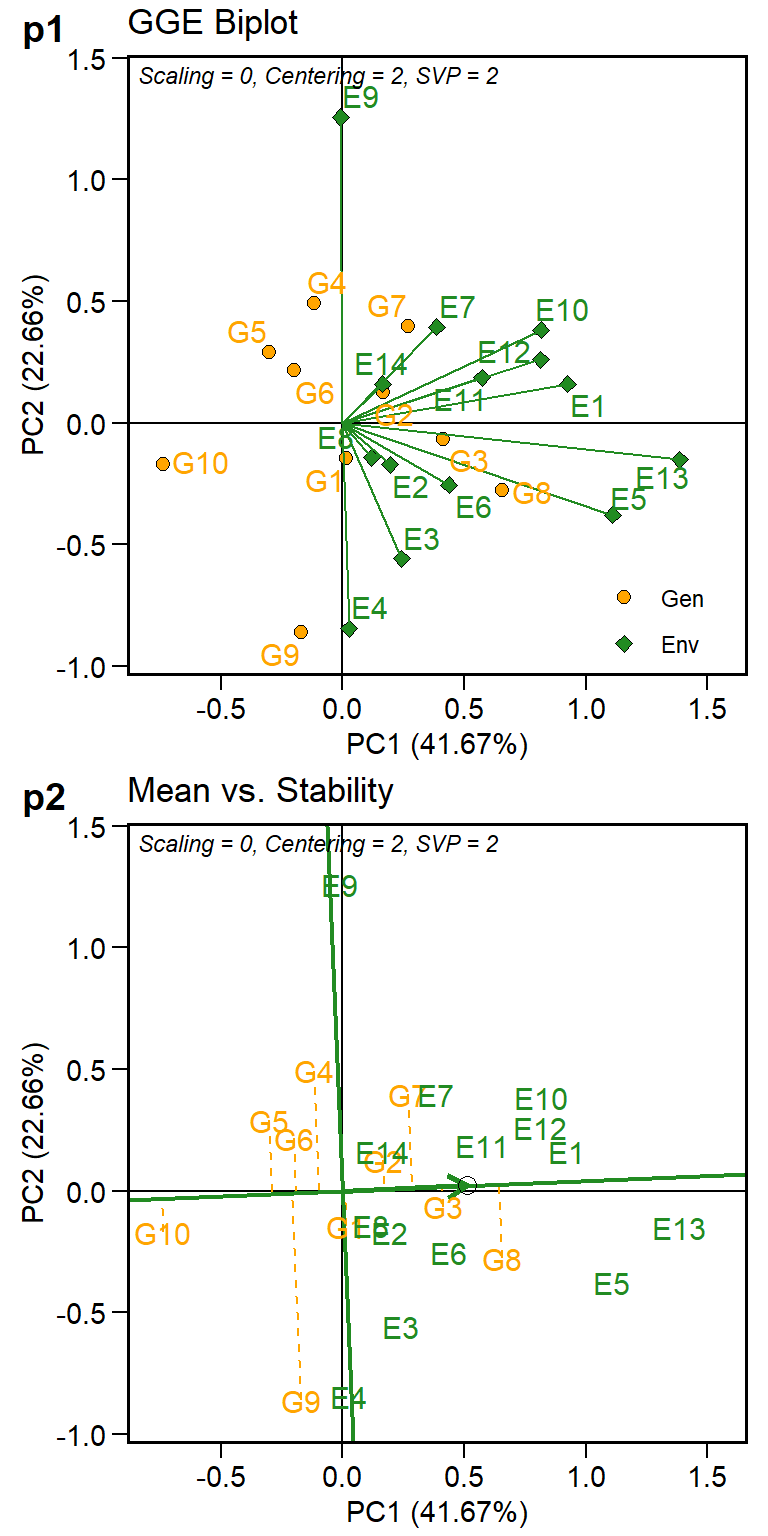 p1 GGE Biplot
Scaling = 0, Centering = 2, SVP = 2
1.5
1.0
0.5
0.0
-0.5
-1.0
PC2 (22.66%)
E9
G4
G7
E7
E10
G5
E14
E12
G6
G2
E11
E1
E8
G10
G1
E2
G3
E13
E6
G8
E5
E3
E4
G9
Gen
Env
-0.5 0.0 0.5 1.0 1.5
PC1 (41.67%)
p2 Mean vs. Stability
Scaling = 0, Centering = 2, SVP = 2
1.5
1.0
0.5
0.0
-0.5
-1.0
PC2 (22.66%)
E9
G4
G7
E7
E10
G5
G6
E12
E14
G2
E11
E1
G10
G1
E8
E2
G3
E13
E6
G8
E5
E3
G9
E4
-0.5 0.0 0.5 1.0 1.5
PC1 (41.67%)